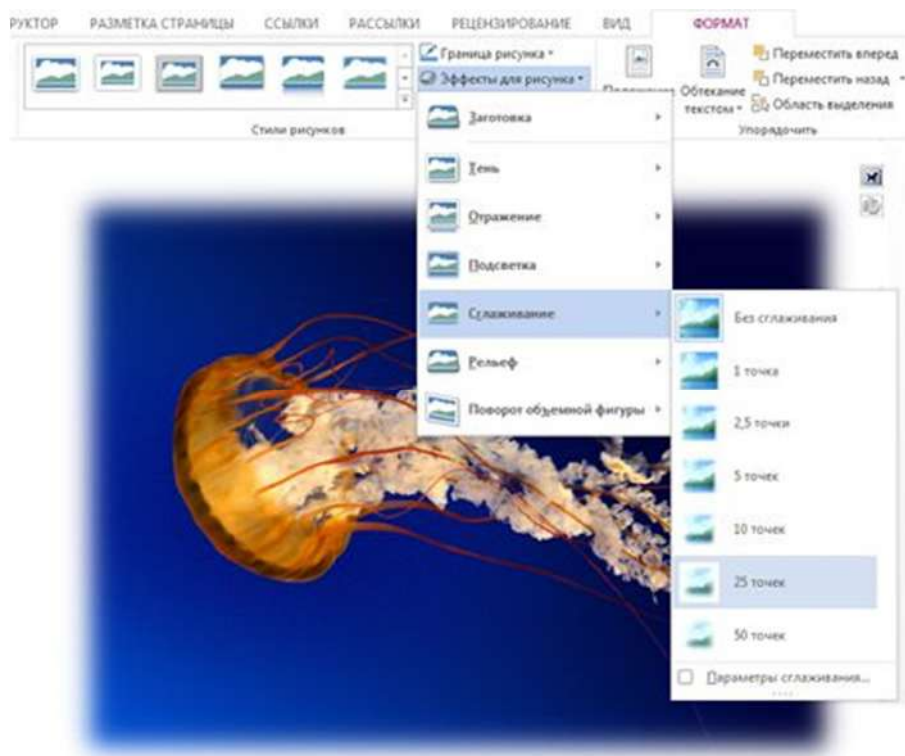 РУКТОР РАЗМЕТКА СТРАНИЦЫ ССЫЛКИ РАССЫЛКИ РЕЦЕНЗИРОВАНИЕ ВИД ФОРМАТ
Граница рисунка
Эффекты для рисунка
Стили рисунков
Обтекание
текстом
Переместить вперед
Переместить назад
Область выделения
Упорядочить
Заготовка
Тень
Отражение
Подсветка
Сглаживание
Рельеф
Поворот объемной фигуры
Без сглаживания
1 точка
2,5 точки
5 точек
10 точек
25 точек
50 точек
Параметры сглаживания...